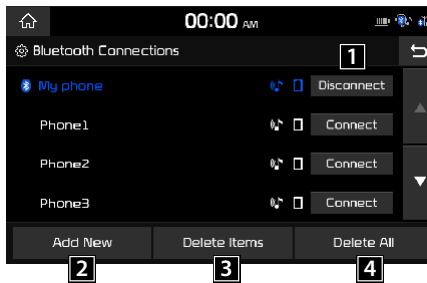 00:00 AM
Bluetooth Connections
1
My phone Disconnect
Phone1 Connect
Phone2 Connect
Phone3 Connect
Add New Delete Items Delete All
2 3 4